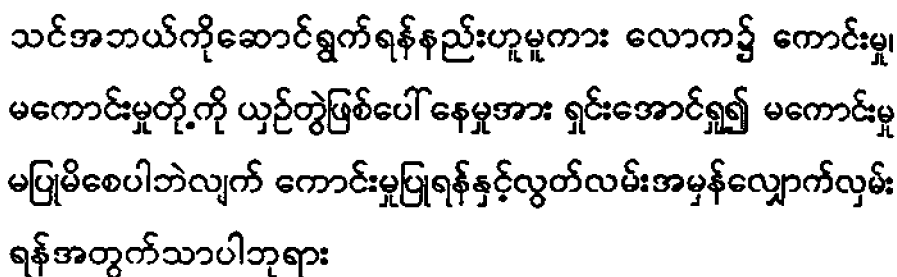 သင်အဘယ်ကိုဆောင်ရွက်ရန်နည်းဟူမူကား လောက၌ ကောင်းမှု၊
မကောင်းမှုတို့ကို ယှဉ်တွဲဖြစ်ပေါ်နေမှုအား ရှင်းအောင်ရှု၍ မကောင်းမှု
မပြုမိစေပါဘဲလျက် ကောင်းမှုပြုရန်နှင့်လွတ်လမ်းအမှန်လျှောက်လှမ်း
ရန်အတွက်သာပါဘုရား